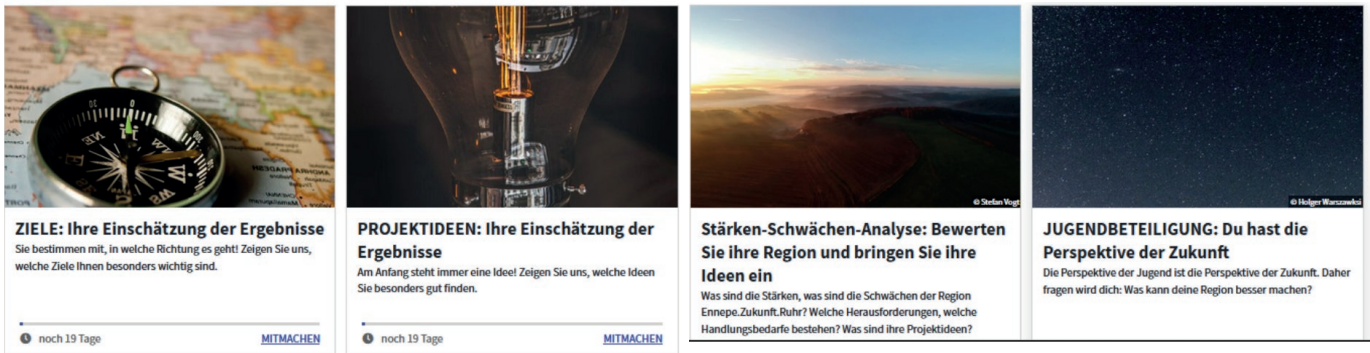 © Stefan Vogt
© Holger Warszawksi
ZIELE: Ihre Einschätzung der Ergebnisse
Sie bestimmen mit, in welche Richtung es geht! Zeigen Sie uns,
welche Ziele Ihnen besonders wichtig sind.
noch 19 Tage
MITMACHEN
PROJEKTIDEEN: Ihre Einschätzung der
Ergebnisse
Am Anfang steht immer eine Idee! Zeigen Sie uns, welche Ideen
Sie besonders gut finden.
noch 19 Tage
MITMACHEN
Stärken-Schwächen-Analyse: Bewerten
Sie ihre Region und bringen Sie ihre
Ideen ein
Was sind die Stärken, was sind die Schwächen der Region
Ennepe.Zukunft.Ruhr? Welche Herausforderungen, welche
Handlungsbedarfe bestehen? Was sind ihre Projektideen?
JUGENDBETEILIGUNG: Du hast die
Perspektive der Zukunft
Die Perspektive der Jugend ist die Perspektive der Zukunft. Daher
fragen wird dich: Was kann deine Region besser machen?